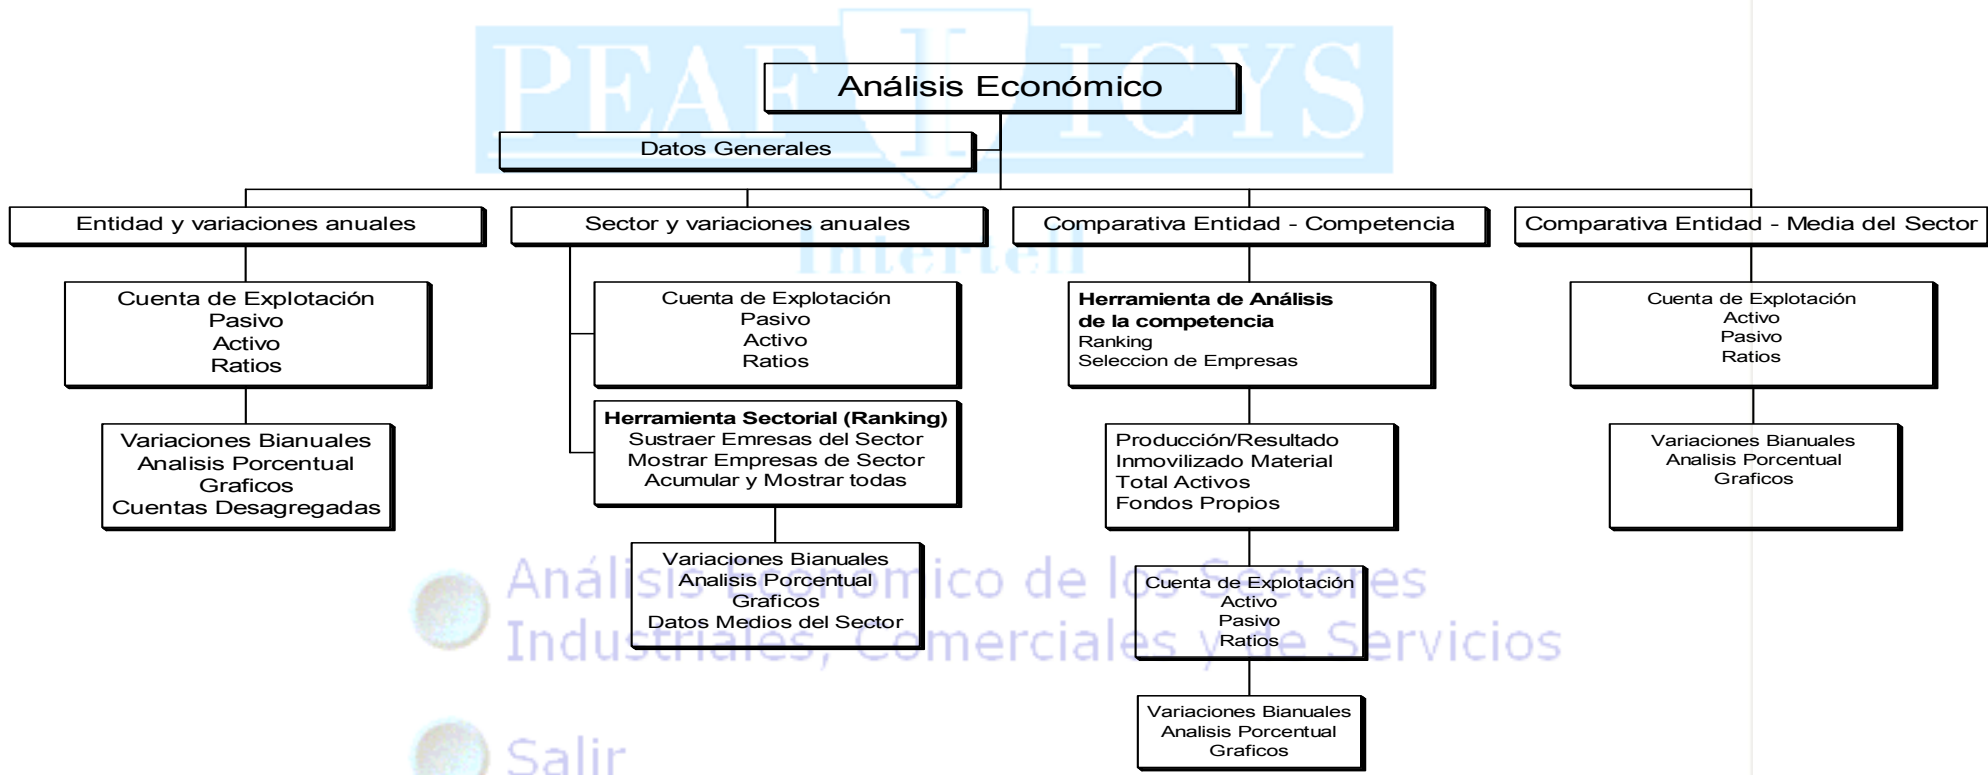 PEAF ICYS
Análisis Económico
Datos Generales
Entidad y variaciones anuales
Sector y variaciones anuales
Comparativa Entidad - Competencia
Comparativa Entidad - Media del Sector
Intertell
Cuenta de Explotación
Pasivo
Activo
Ratios
Variaciones Bianuales
Analisis Porcentual
Graficos
Cuentas Desagregadas
Cuenta de Explotación
Pasivo
Activo
Ratios
Herramienta Sectorial (Ranking)
Sustraer Emresas del Sector
Mostrar Empresas de Sector
Acumular y Mostrar todas
Variaciones Bianuales
Analisis Porcentual
Graficos
Datos Medios del Sector
Herramienta de Análisis
de la competencia
Ranking
Seleccion de Empresas
Producción/Resultado
Inmovilizado Material
Total Activos
Fondos Propios
Cuenta de Explotación
Activo
Pasivo
Ratios
Variaciones Bianuales
Analisis Porcentual
Graficos
Cuenta de Explotación
Activo
Pasivo
Ratios
Variaciones Bianuales
Analisis Porcentual
Graficos
Análisis Económico de los Sectores
Industriales, Comerciales y de Servicios
Salir